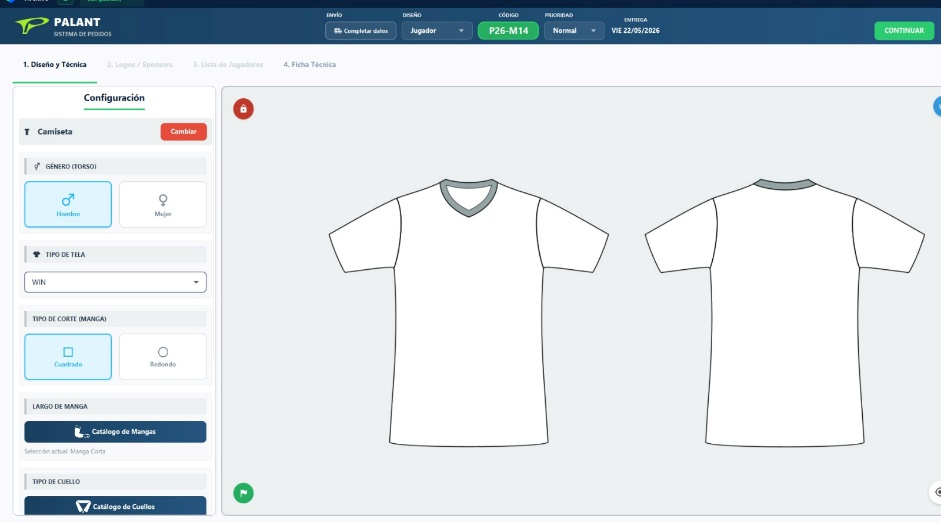 PALANT
SISTEMA DE PEDIDOS
ENVÍO
Completar datos
DISEÑO
Jugador
CÓDIGO
P26-M14
PRIORIDAD
Normal
ENTREGA
VIE 22/05/2026
CONTINUAR
1. Diseño y Técnica
2. Logos / Sponsors
3. Lista de Jugadores
4. Ficha Técnica
Configuración
Camiseta
Cambiar
GÉNERO (TORSO)
Hombre
Mujer
TIPO DE TELA
WIN
TIPO DE CORTE (MANGA)
Cuadrado
Redondo
LARGO DE MANGA
Catálogo de Mangas
Selección actual: Manga Corta
TIPO DE CUELLO
Catálogo de Cuellos